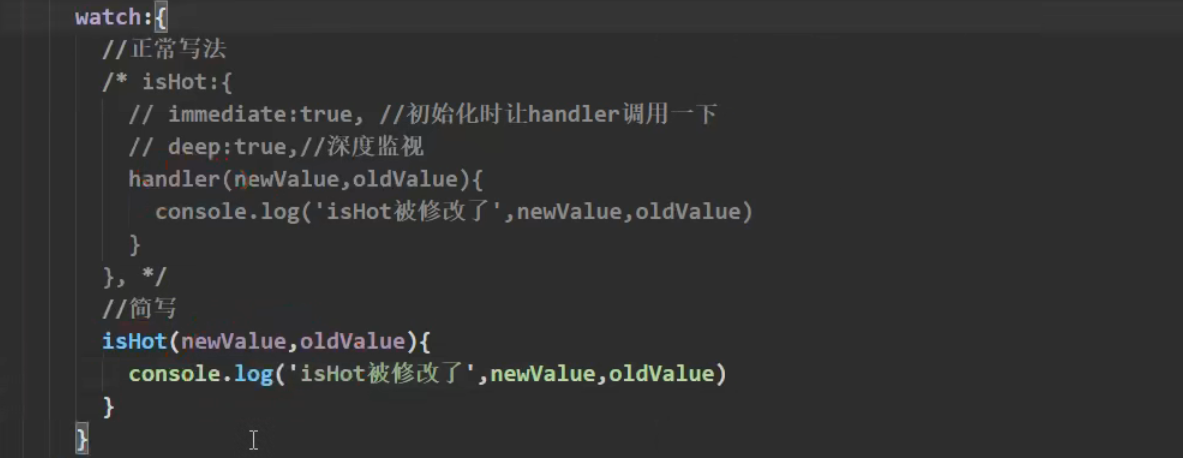 watch:{
//正常写法
/* isHot:{
// immediate:true, //初始化时让handler调用一下
// deep:true,//深度监视
handler(newValue,oldValue){
console.log('isHot被修改了',newValue,oldValue)
}
}, */
//简写
isHot(newValue,oldValue){
console.log('isHot被修改了',newValue,oldValue)
}
}